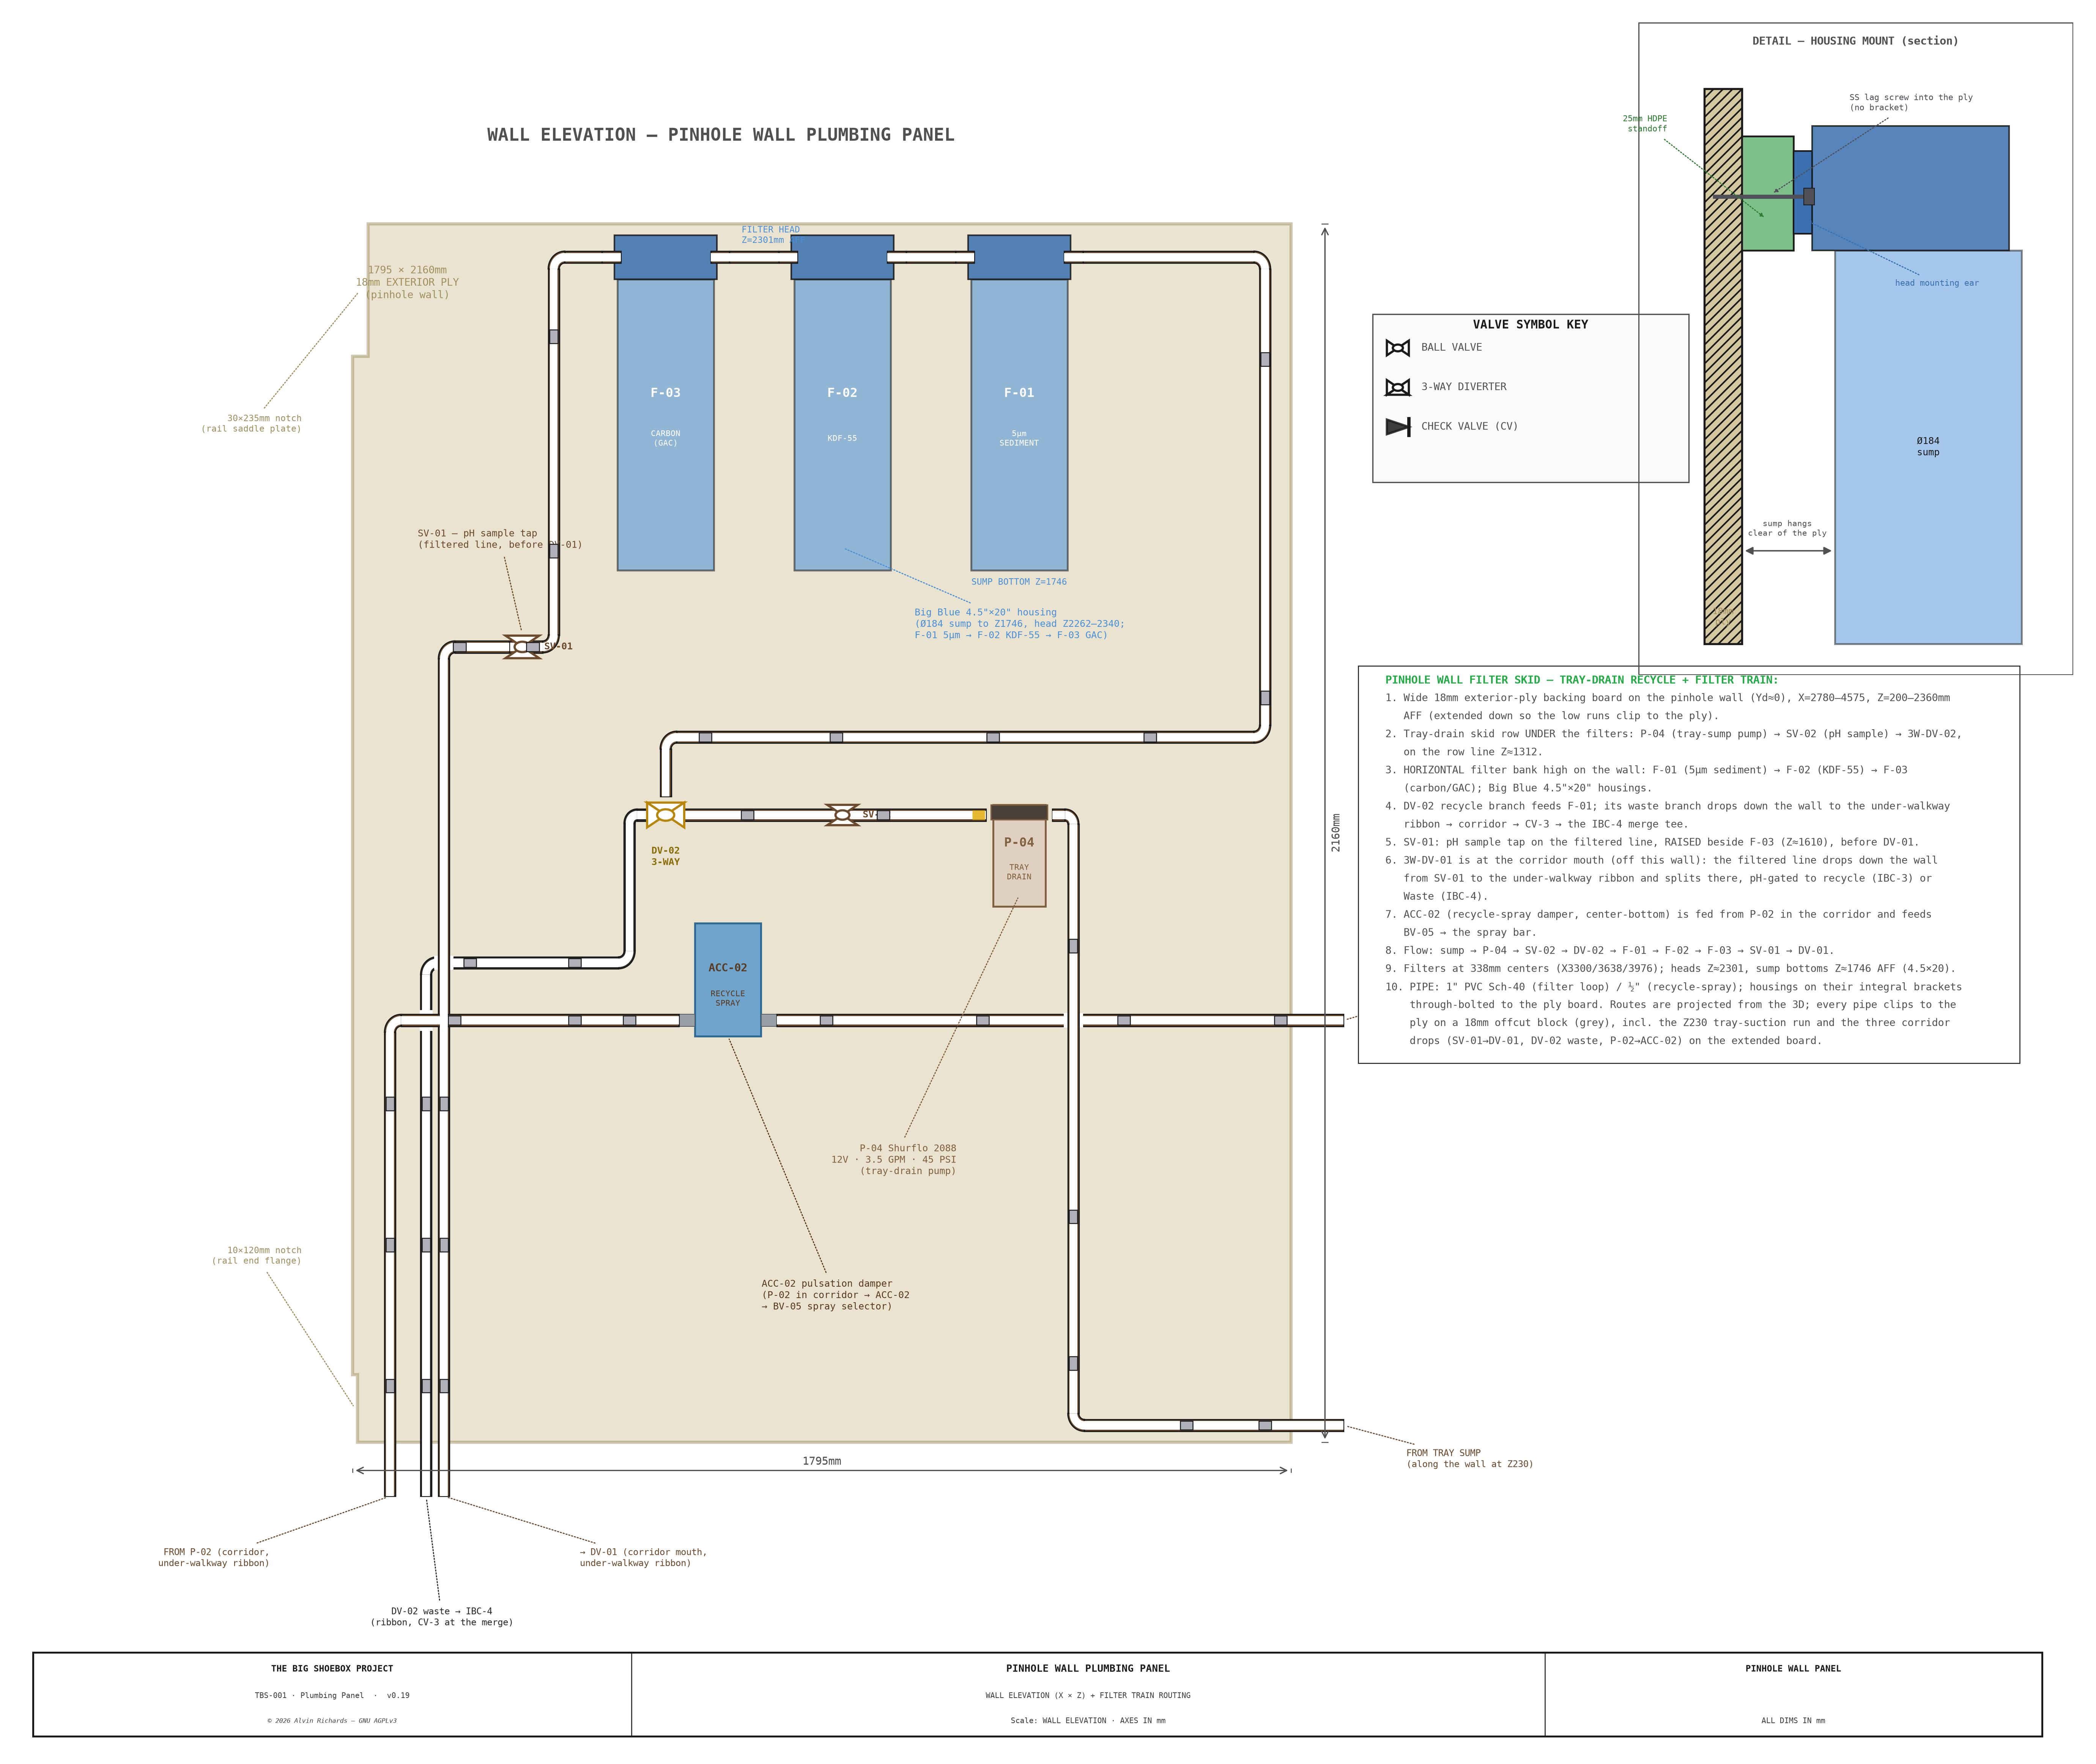 DETAIL — HOUSING MOUNT (section)
SS lag screw into the ply
(no bracket)
25mm HDPE
standoff
head mounting ear
Ø184
sump
sump hangs
clear of the ply
WALL ELEVATION — PINHOLE WALL PLUMBING PANEL
FILTER HEAD
Z=2301mm
1795 × 2160mm
18mm EXTERIOR PLY
(pinhole wall)
30×235mm notch
(rail saddle plate)
F-03
CARBON
(GAC)
F-02
KDF-55
F-01
5µm
SEDIMENT
VALVE SYMBOL KEY
BALL VALVE
3-WAY DIVERTER
CHECK VALVE (CV)
SV-01 — pH sample tap
(filtered line, before DV-01)
SUMP BOTTOM Z=1746
Big Blue 4.5"×20" housing
(Ø184 sump to Z1746, head Z2262–2340;
F-01 5µm → F-02 KDF-55 → F-03 GAC)
SV-01
PINHOLE WALL FILTER SKID — TRAY-DRAIN RECYCLE + FILTER TRAIN:
1. Wide 18mm exterior-ply backing board on the pinhole wall (Yd≈0), X=2780–4575, Z=200–2360mm
AFF (extended down so the low runs clip to the ply).
2. Tray-drain skid row UNDER the filters: P-04 (tray-sump pump) → SV-02 (pH sample) → 3W-DV-02,
on the row line Z≈1312.
3. HORIZONTAL filter bank high on the wall: F-01 (5µm sediment) → F-02 (KDF-55) → F-03
(carbon/GAC); Big Blue 4.5"×20" housings.
4. DV-02 recycle branch feeds F-01; its waste branch drops down the wall to the under-walkway
ribbon → corridor → CV-3 → the IBC-4 merge tee.
5. SV-01: pH sample tap on the filtered line, RAISED beside F-03 (Z≈1610), before DV-01.
6. 3W-DV-01 is at the corridor mouth (off this wall): the filtered line drops down the wall
from SV-01 to the under-walkway ribbon and splits there, pH-gated to recycle (IBC-3) or
Waste (IBC-4).
7. ACC-02 (recycle-spray damper, center-bottom) is fed from P-02 in the corridor and feeds
BV-05 → the spray bar.
8. Flow: sump → P-04 → SV-02 → DV-02 → F-01 → F-02 → F-03 → SV-01 → DV-01.
9. Filters at 338mm centers (X3300/3638/3976); heads Z≈2301, sump bottoms Z≈1746 AFF (4.5×20).
10. PIPE: 1" PVC Sch-40 (filter loop) / ½" (recycle-spray); housings on their integral brackets
through-bolted to the ply board. Routes are projected from the 3D; every pipe clips to the
ply on a 18mm offcut block (grey), incl. the Z230 tray-suction run and the three corridor
drops (SV-01→DV-01, DV-02 waste, P-02→ACC-02) on the extended board.
SV-
DV-02
3-WAY
P-04
TRAY
DRAIN
2160mm
ACC-02
RECYCLE
SPRAY
P-04 Shurflo 2088
12V · 3.5 GPM · 45 PSI
(tray-drain pump)
10×120mm notch
(rail end flange)
ACC-02 pulsation damper
(P-02 in corridor → ACC-02
→ BV-05 spray selector)
1795mm
FROM TRAY SUMP
(along the wall at Z230)
FROM P-02 (corridor,
under-walkway ribbon)
→ DV-01 (corridor mouth,
under-walkway ribbon)
DV-02 waste → IBC-4
(ribbon, CV-3 at the merge)
THE BIG SHOEBOX PROJECT
TBS-001 · Plumbing Panel · v0.19
© 2026 Alvin Richards — GNU AGPLv3
PINHOLE WALL PLUMBING PANEL
WALL ELEVATION (X × Z) + FILTER TRAIN ROUTING
Scale: WALL ELEVATION · AXES IN mm
PINHOLE WALL PANEL
ALL DIMS IN mm